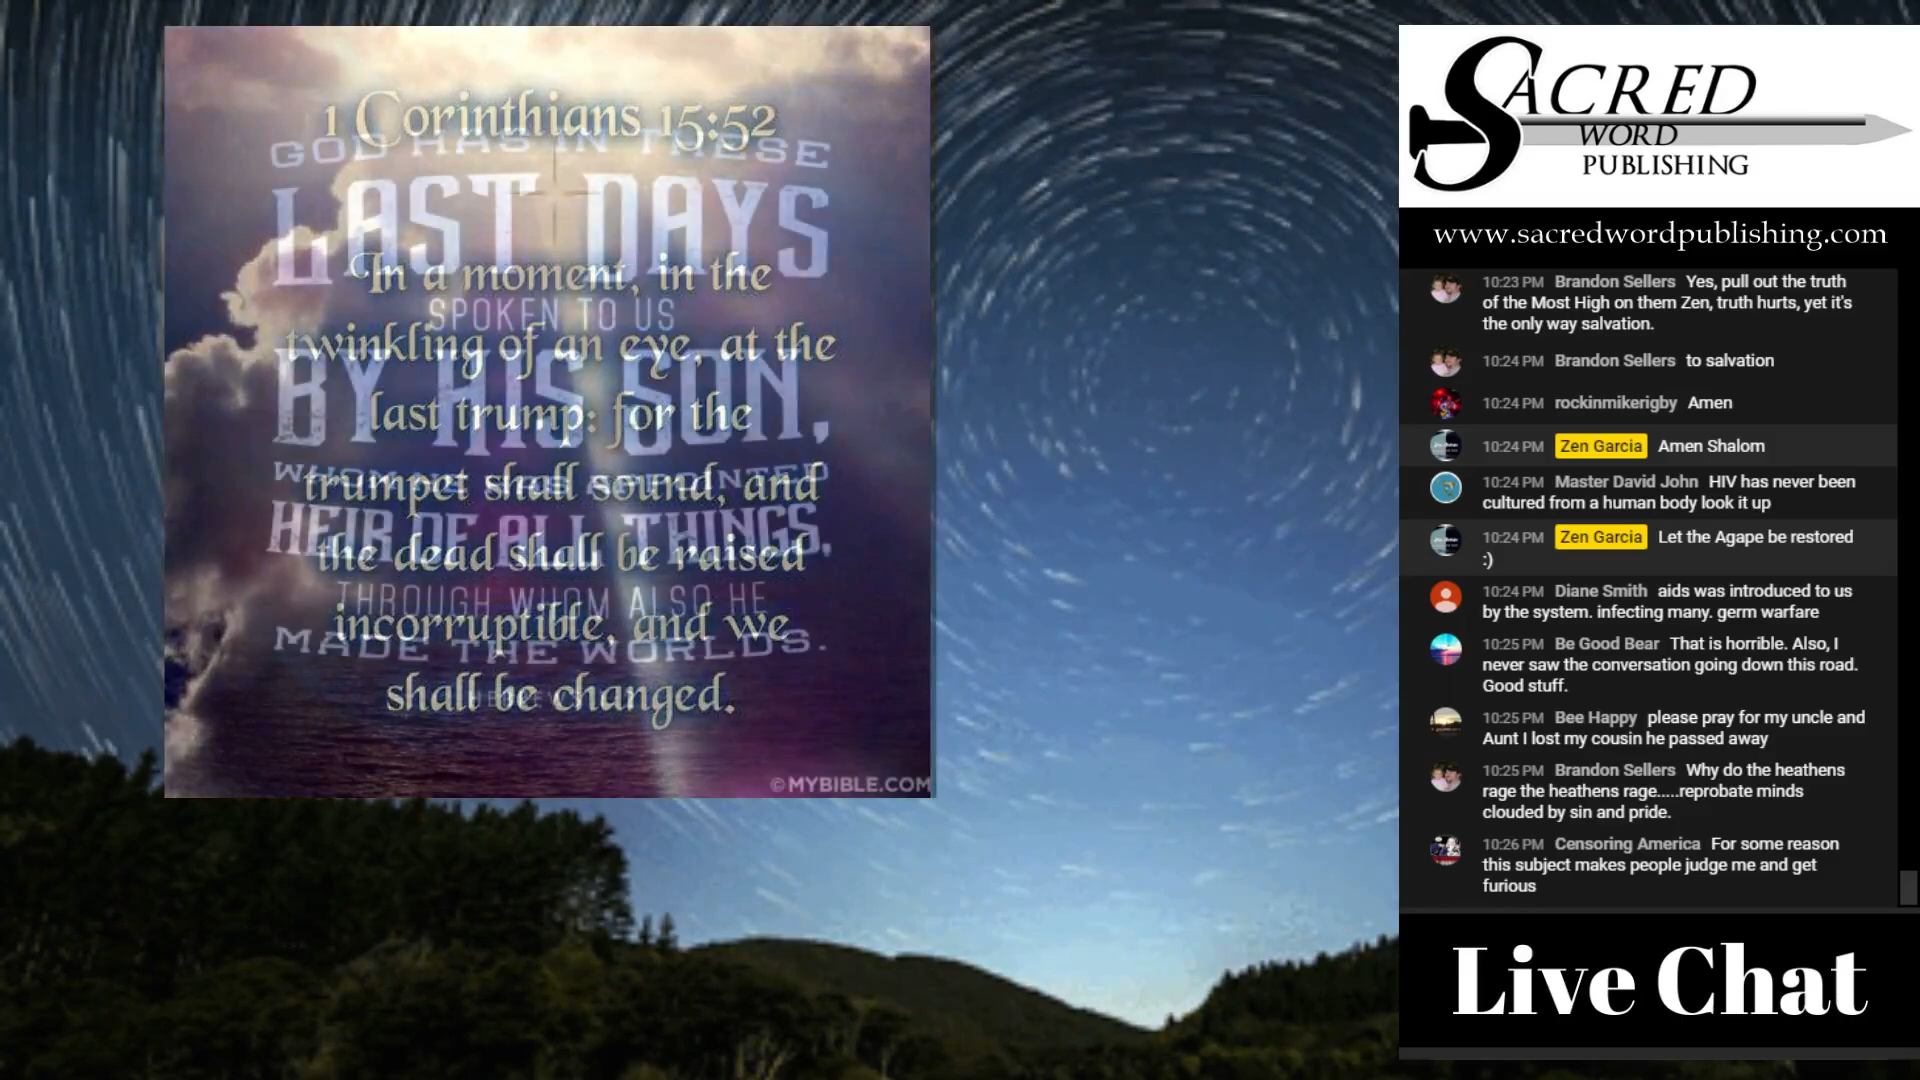 1 Corinthians 15:52
In a moment, in the
twinkling of an eye, at the
last trump: for the
trumpet shall sound, and
the dead shall be raised
incorruptible, and we
shall be changed.
GOD HAS IN THESE
LAST DAYS
SPOKEN TO US
BY HIS SON,
WHOM HE HAS APPOINTED
HEIR OF ALL THINGS,
THROUGH WHOM ALSO HE
MADE THE WORLDS.
©MYBIBLE.COM
SACRED
WORD
PUBLISHING
www.sacredwordpublishing.com
10:23 PM Brandon Sellers Yes, pull out the truth
of the Most High on them Zen, truth hurts, yet it's
the only way salvation.
10:24 PM Brandon Sellers to salvation
10:24 PM rockinmikerigby Amen
10:24 PM Zen Garcia Amen Shalom
10:24 PM Master David John HIV has never been
cultured from a human body look it up
10:24 PM Zen Garcia Let the Agape be restored
:)
10:24 PM Diane Smith aids was introduced to us
by the system. infecting many. germ warfare
10:25 PM Be Good Bear That is horrible. Also, I
never saw the conversation going down this road.
Good stuff.
10:25 PM Bee Happy please pray for my uncle and
Aunt I lost my cousin he passed away
10:25 PM Brandon Sellers Why do the heathens
rage the heathens rage.....reprobate minds
clouded by sin and pride.
10:26 PM Censoring America For some reason
this subject makes people judge me and get
furious
Live Chat